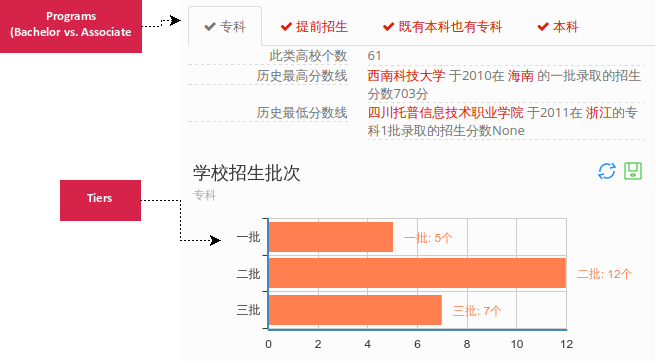 Programs
(Bachelor vs. Associate
专科
提前招生
既有本科也有专科
本科
此类高校个数 61
历史最高分数线 西南科技大学 于2010在 海南 的一批录取的招生
分数703分
历史最低分数线 四川托普信息技术职业学院 于2011在 浙江的专
科1批录取的招生分数None
学校招生批次
专科
Tiers
一批 一批: 5个
二批 二批: 12个
三批 三批: 7个
0 2 4 6 8 10 12